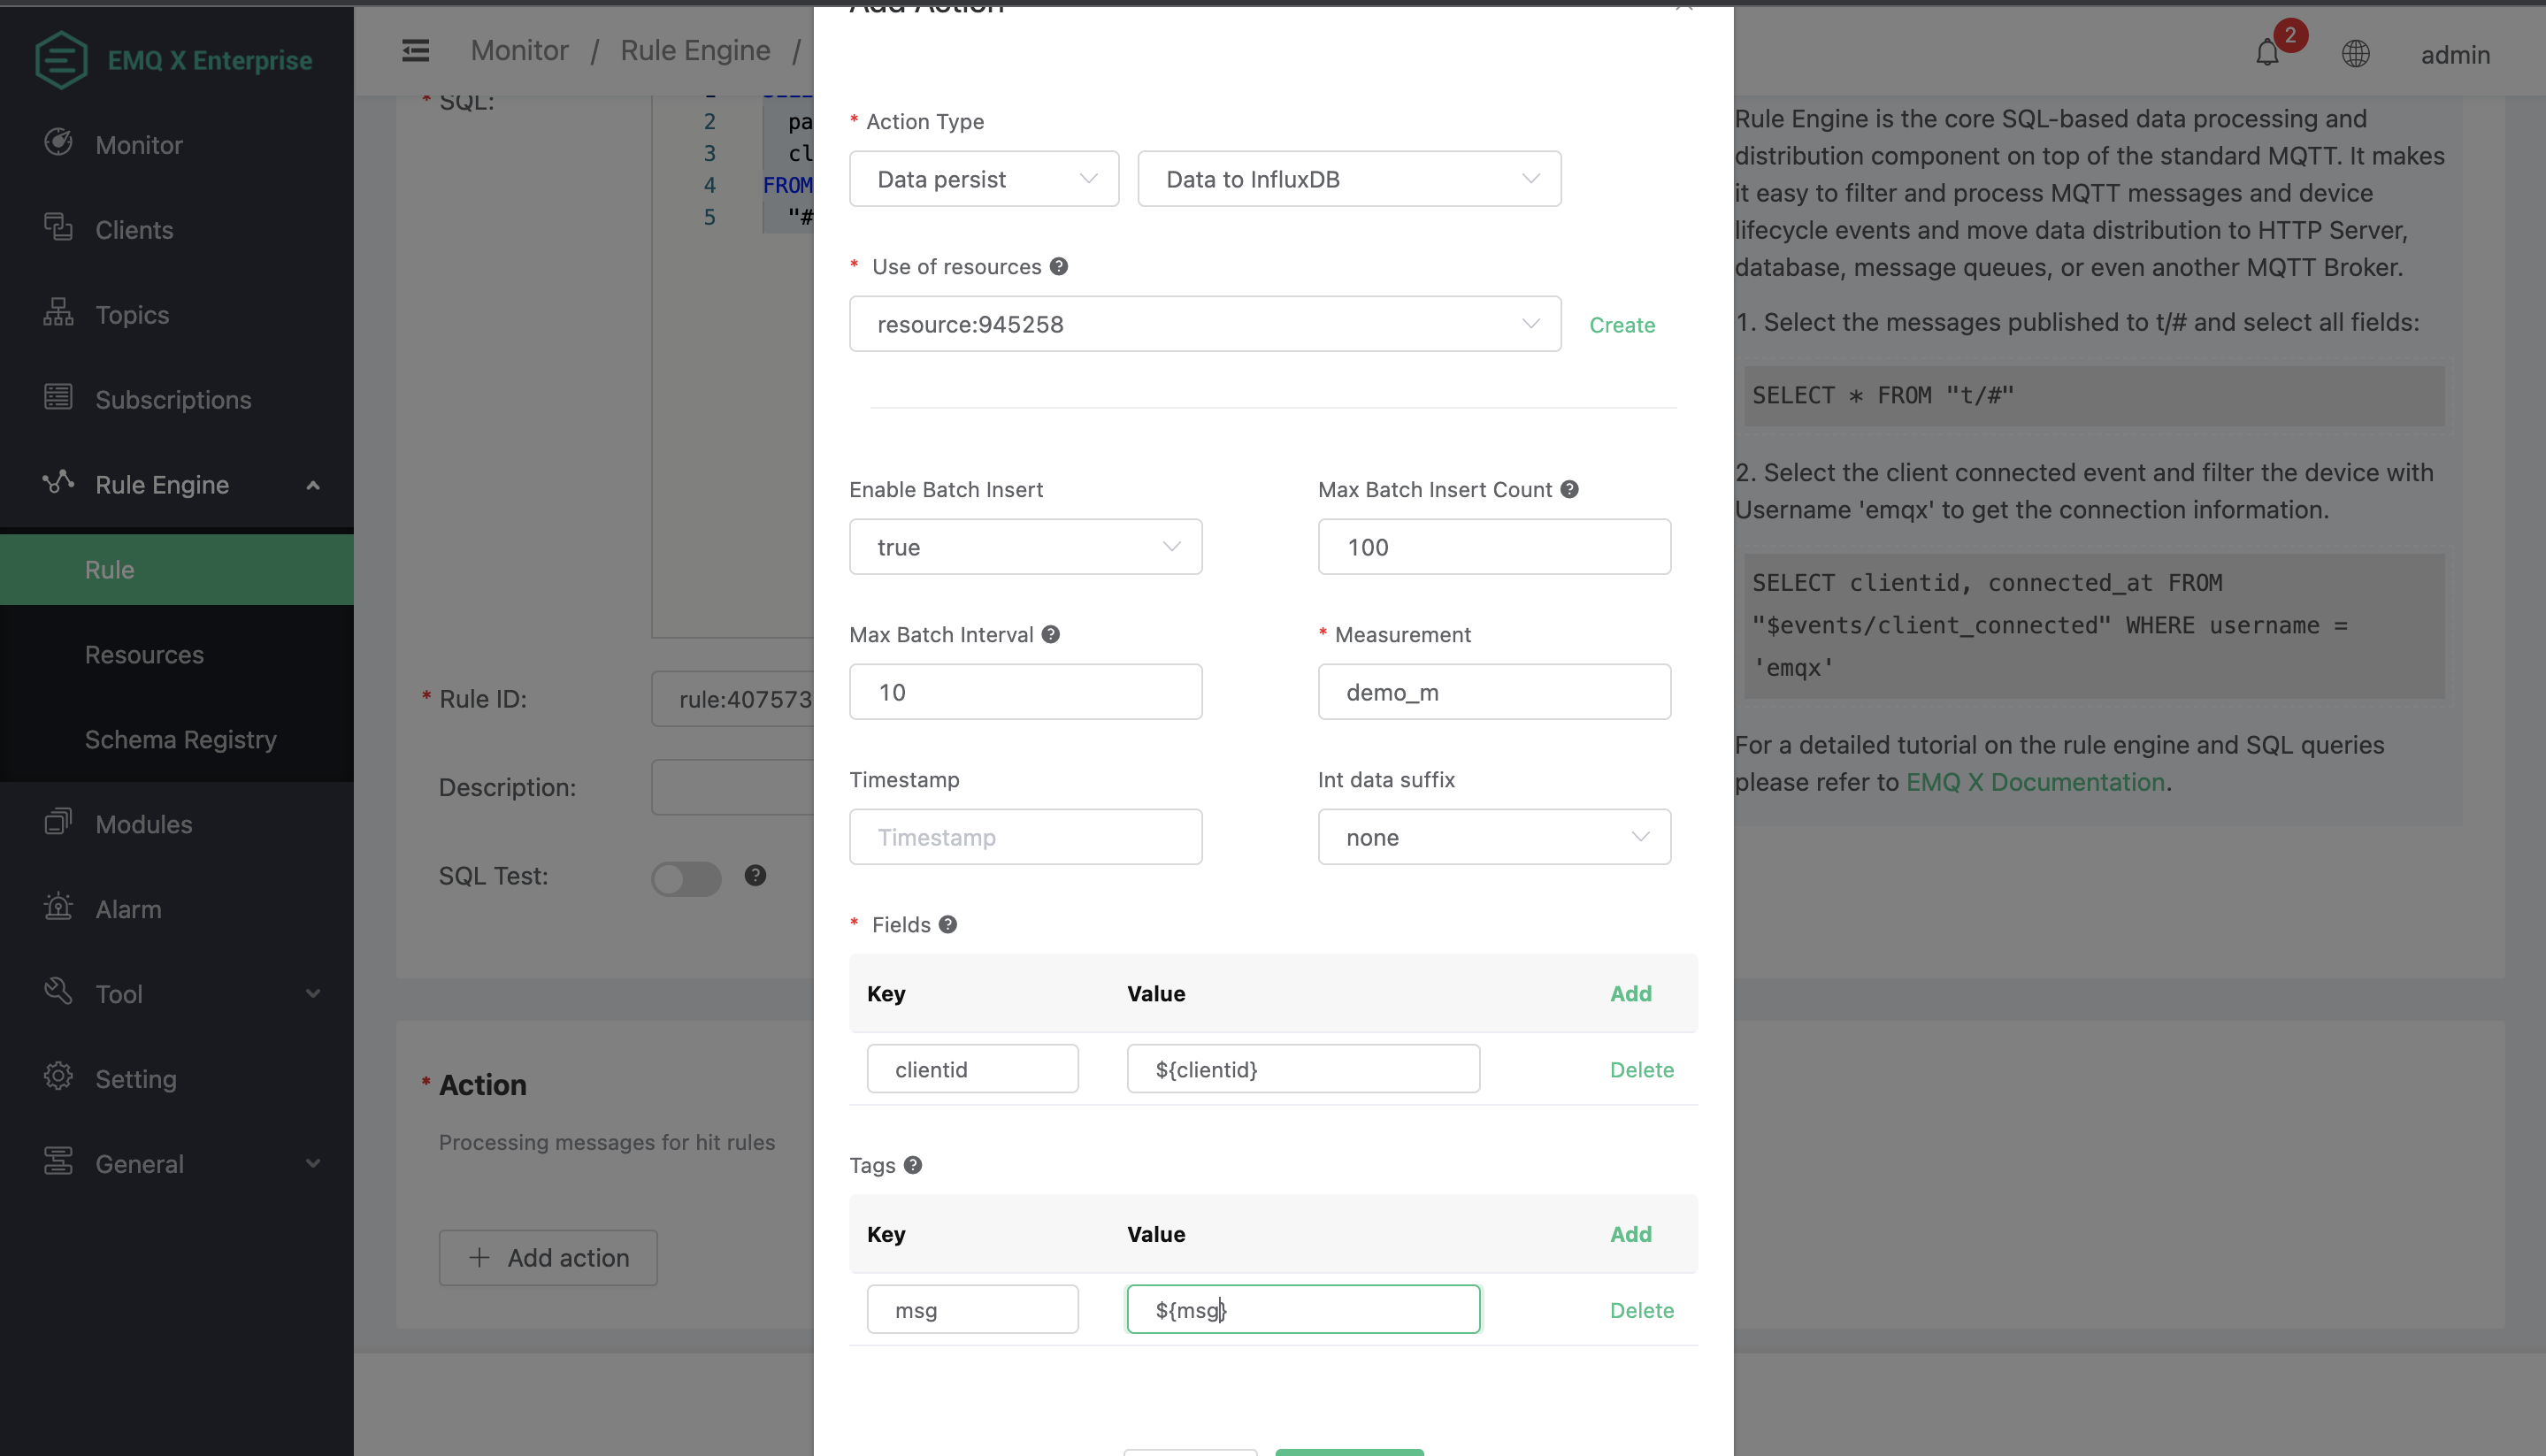 EMQ X Enterprise
Monitor
Clients
Topics
Subscriptions
Rule Engine
Rule
Resources
Schema Registry
Modules
Alarm
Tool
Setting
General
Monitor / Rule Engine /
2
admin
* SQL:
2 pa
3 cl
4 FROM
5 "#
* Rule ID:
rule:407573
Description:
SQL Test:
* Action
Processing messages for hit rules
+ Add action
Add Action
* Action Type
Data persist
Data to InfluxDB
* Use of resources
resource:945258
Create
Enable Batch Insert
Max Batch Insert Count
true
100
Max Batch Interval
* Measurement
10
demo_m
Timestamp
Int data suffix
Timestamp
none
* Fields
Key Value Add
clientid ${clientid} Delete
Tags
Key Value Add
msg ${msg} Delete
Rule Engine is the core SQL-based data processing and
distribution component on top of the standard MQTT. It makes
it easy to filter and process MQTT messages and device
lifecycle events and move data distribution to HTTP Server,
database, message queues, or even another MQTT Broker.
1. Select the messages published to t/# and select all fields:
SELECT * FROM "t/#"
2. Select the client connected event and filter the device with
Username 'emqx' to get the connection information.
SELECT clientid, connected_at FROM
"$events/client_connected" WHERE username =
'emqx'
For a detailed tutorial on the rule engine and SQL queries
please refer to EMQ X Documentation.